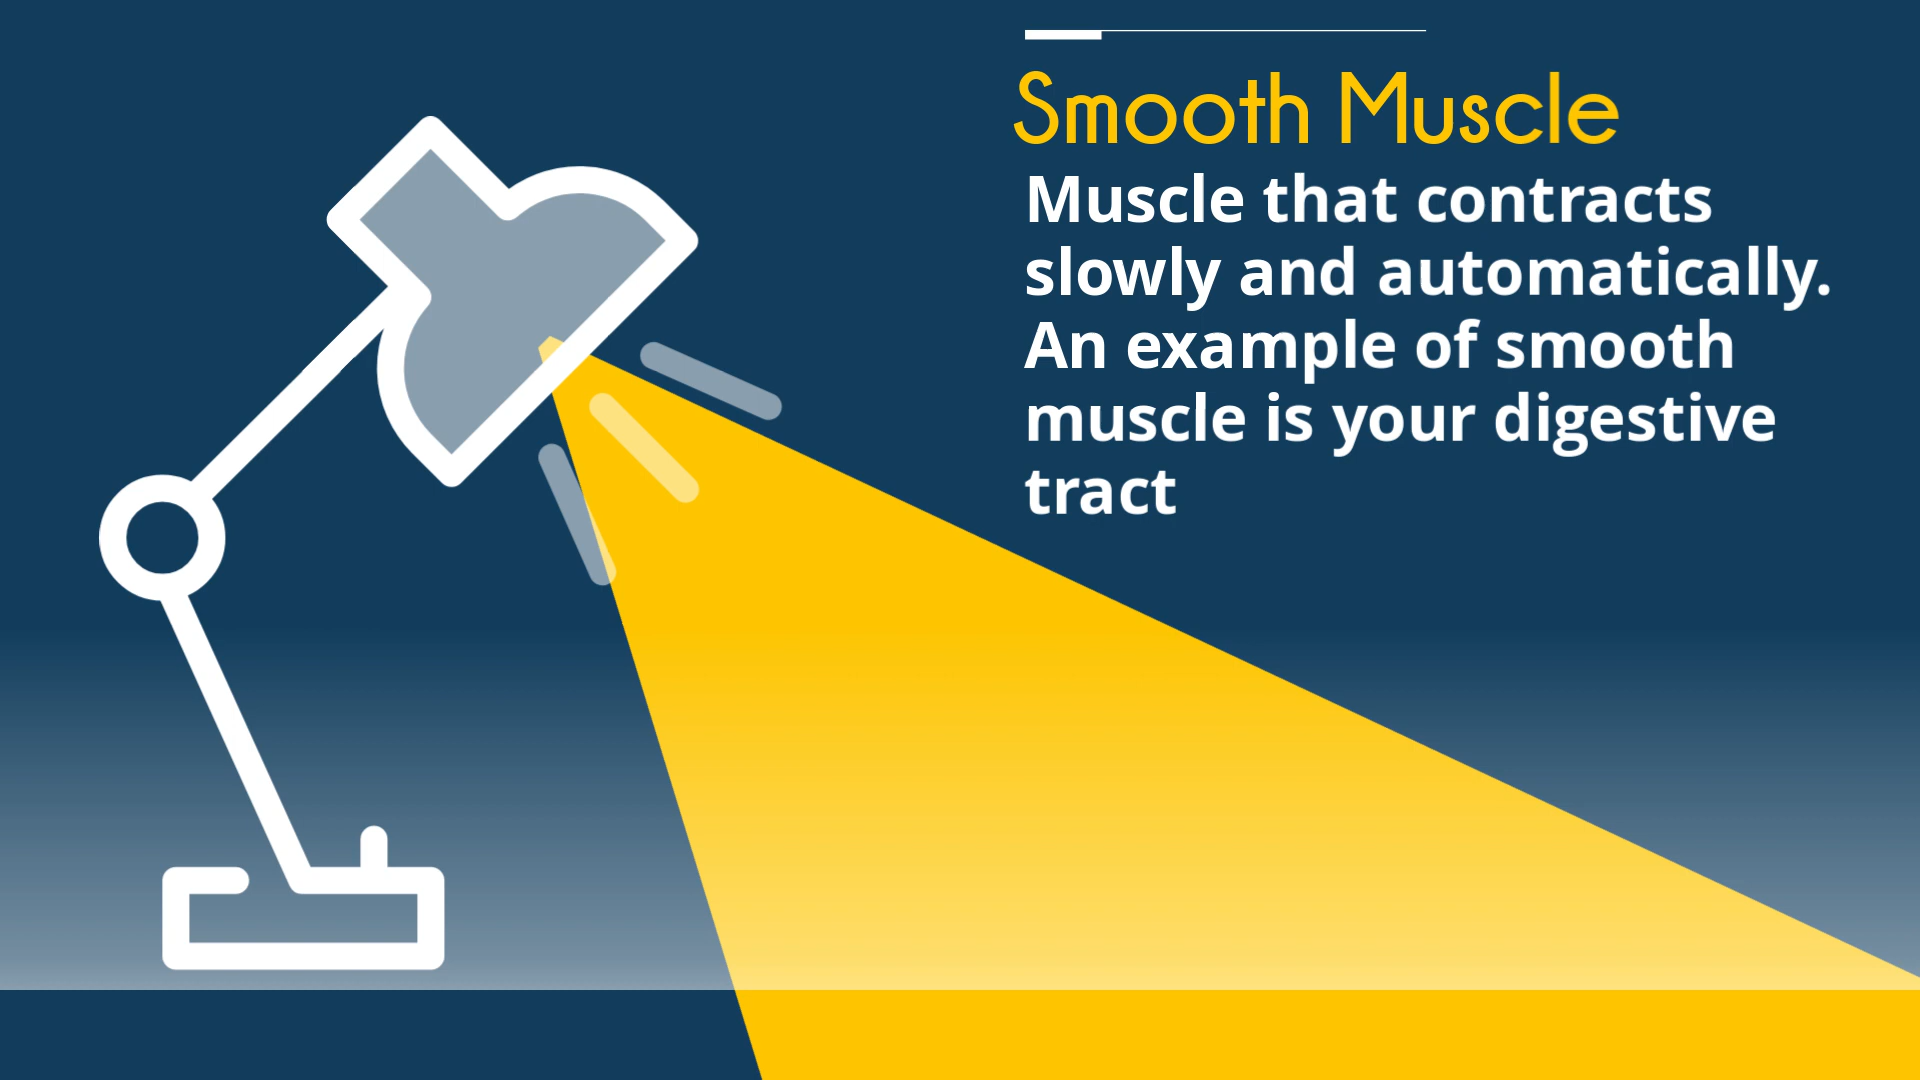 Smooth Muscle
Muscle that contracts
slowly and automatically.
An example of smooth
muscle is your digestive
tract